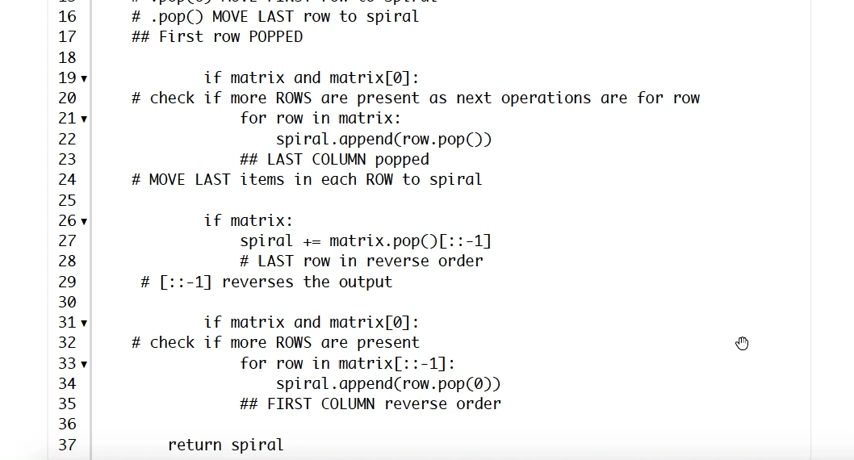 16 # .pop() MOVE LAST row to spiral
17 ## First row POPPED
18
19 if matrix and matrix[0]:
20 # check if more ROWS are present as next operations are for row
21 for row in matrix:
22 spiral.append(row.pop())
23 ## LAST COLUMN popped
24 # MOVE LAST items in each ROW to spiral
25
26 if matrix:
27 spiral += matrix.pop()[::-1]
28 # LAST row in reverse order
29 # [::-1] reverses the output
30
31 if matrix and matrix[0]:
32 # check if more ROWS are present
33 for row in matrix[::-1]:
34 spiral.append(row.pop(0))
35 ## FIRST COLUMN reverse order
36
37 return spiral